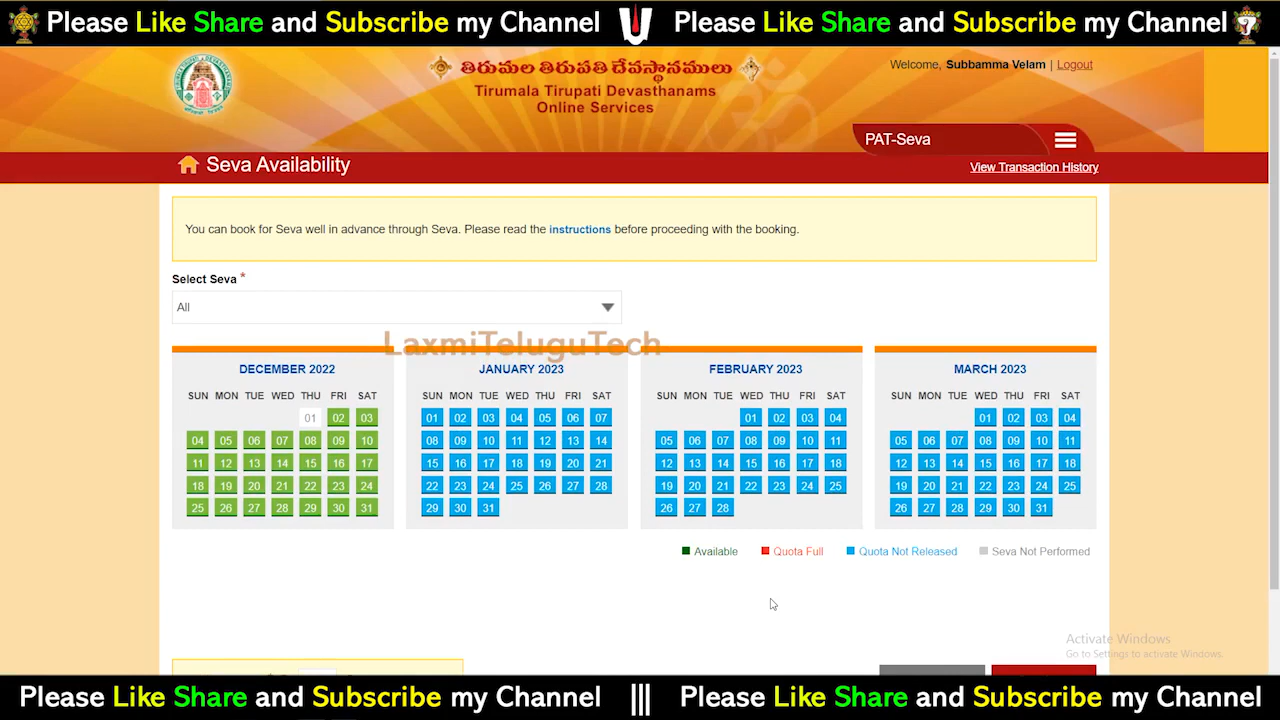 Please Like Share and Subscribe my Channel Please Like Share and Subscribe my Channel
తిరుమల తిరుపతి దేవస్థానములు
Tirumala Tirupati Devasthanams
Online Services
Welcome, Subbamma Velam | Logout
PAT-Seva
Seva Availability
View Transaction History
You can book for Seva well in advance through Seva. Please read the instructions before proceeding with the booking.
Select Seva *
All
LaxmiTeluguTech
DECEMBER 2022
SUN MON TUE WED THU FRI SAT
01 02 03
04 05 06 07 08 09 10
11 12 13 14 15 16 17
18 19 20 21 22 23 24
25 26 27 28 29 30 31
JANUARY 2023
SUN MON TUE WED THU FRI SAT
01 02 03 04 05 06 07
08 09 10 11 12 13 14
15 16 17 18 19 20 21
22 23 24 25 26 27 28
29 30 31
FEBRUARY 2023
SUN MON TUE WED THU FRI SAT
01 02 03 04
05 06 07 08 09 10 11
12 13 14 15 16 17 18
19 20 21 22 23 24 25
26 27 28
MARCH 2023
SUN MON TUE WED THU FRI SAT
01 02 03 04
05 06 07 08 09 10 11
12 13 14 15 16 17 18
19 20 21 22 23 24 25
26 27 28 29 30 31
Available Quota Full Quota Not Released Seva Not Performed
Activate Windows
Go to Settings to activate Windows.
Please Like Share and Subscribe my Channel ||| Please Like Share and Subscribe my Channel